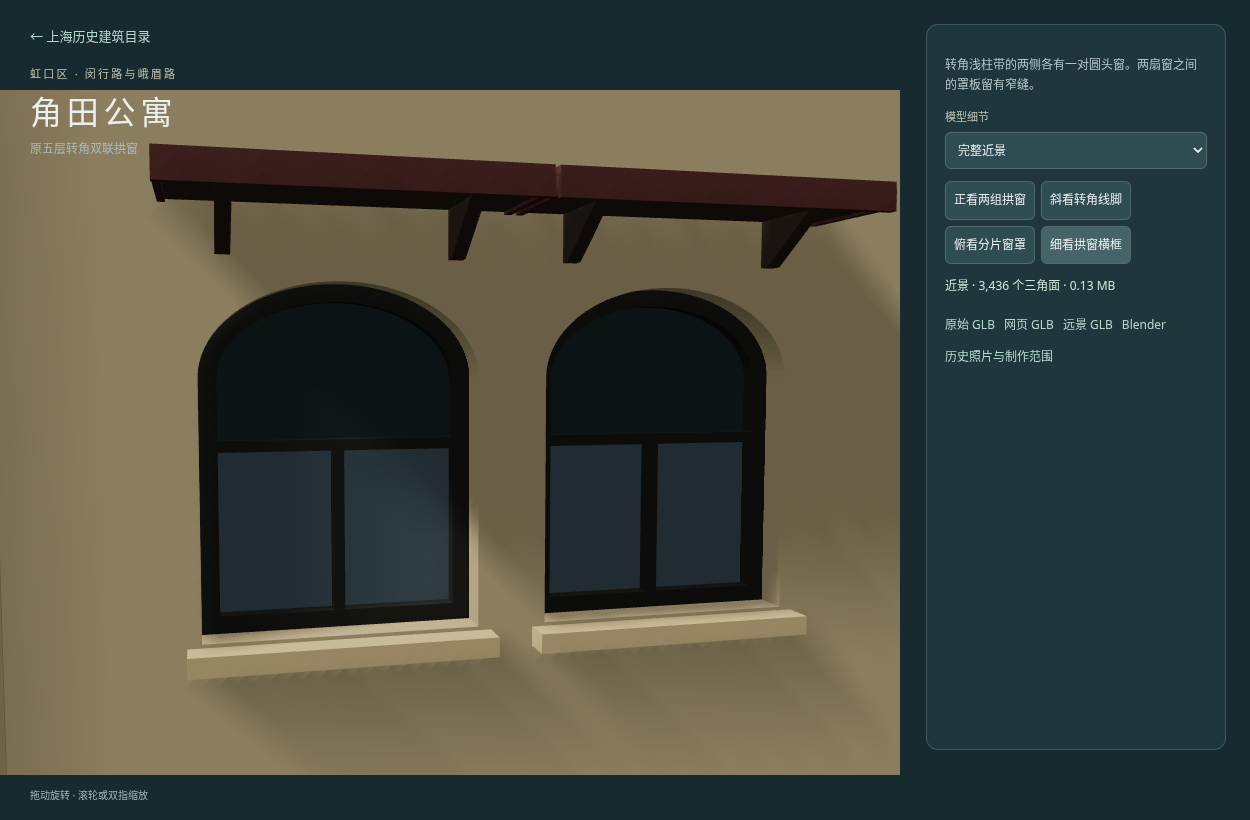 ← 上海历史建筑目录
虹口区 · 闵行路与峨眉路
角田公寓
原五层转角双联拱窗
转角浅柱带的两侧各有一对圆头窗。两扇窗之间
的罩板留有窄缝。
模型细节
完整近景
正看两组拱窗 斜看转角线脚
俯看分片窗罩 细看拱窗横框
近景 · 3,436 个三角面 · 0.13 MB
原始 GLB 网页 GLB 远景 GLB Blender
历史照片与制作范围
拖动旋转 · 滚轮或双指缩放